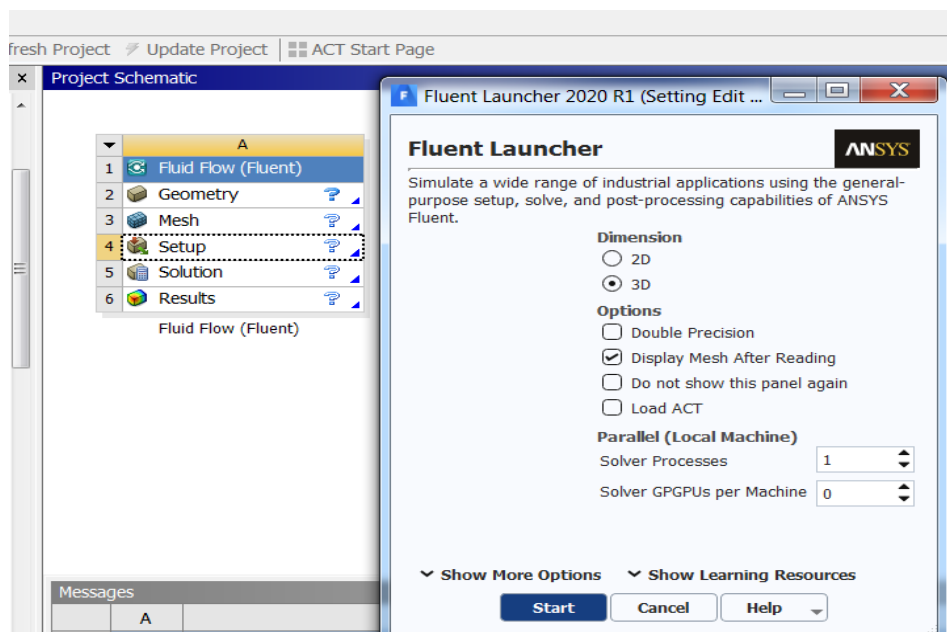 fresh Project Update Project ACT Start Page
Project Schematic
Fluent Launcher 2020 R1 (Setting Edit ...
A
1 Fluid Flow (Fluent)
2 Geometry ?
3 Mesh ?
4 Setup ?
5 Solution ?
6 Results ?
Fluid Flow (Fluent)
Fluent Launcher
ANSYS
Simulate a wide range of industrial applications using the general-
purpose setup, solve, and post-processing capabilities of ANSYS
Fluent.
Dimension
2D
3D
Options
Double Precision
Display Mesh After Reading
Do not show this panel again
Load ACT
Parallel (Local Machine)
Solver Processes 1
Solver GPGPUs per Machine 0
Show More Options Show Learning Resources
Start Cancel Help
Messages
A